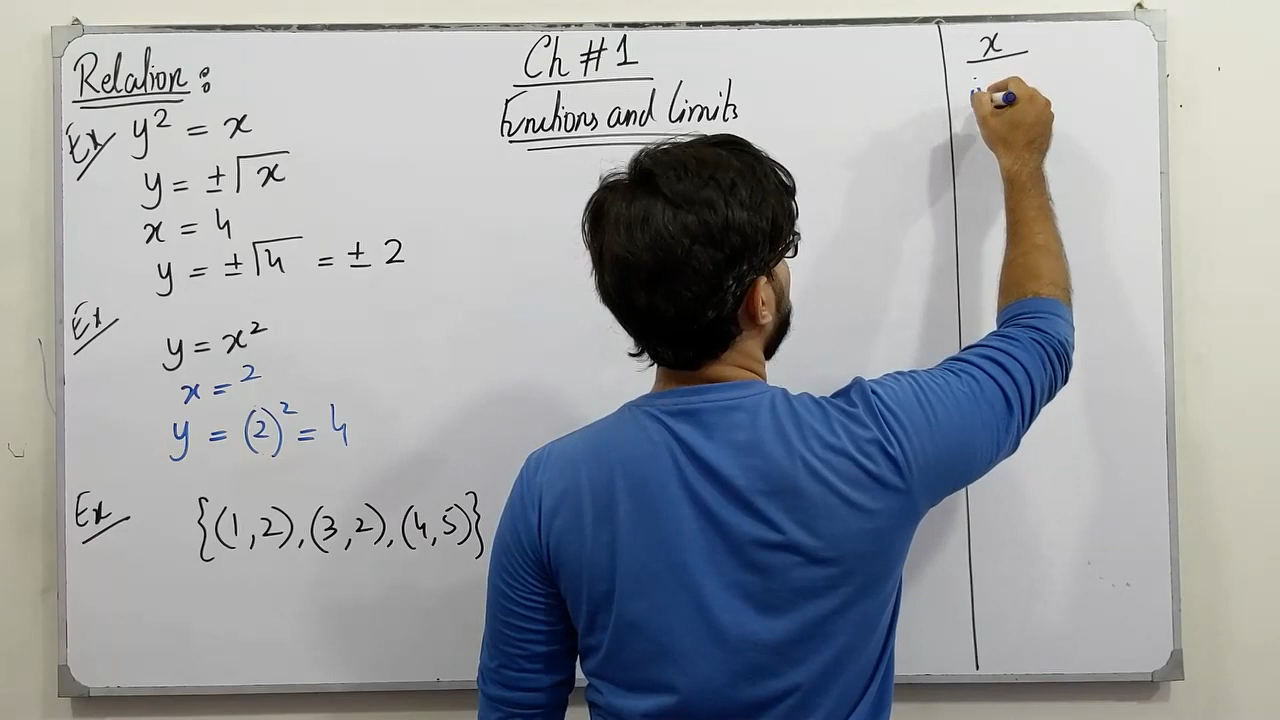 Relation:
Ch # 1
Functions and Limits
Ex y² = x
y = ±√x
x = 4
y = ±√4 = ± 2
Ex
y = x²
x = 2
y = (2)² = 4
Ex {(1,2),(3,2),(4,5)}
x